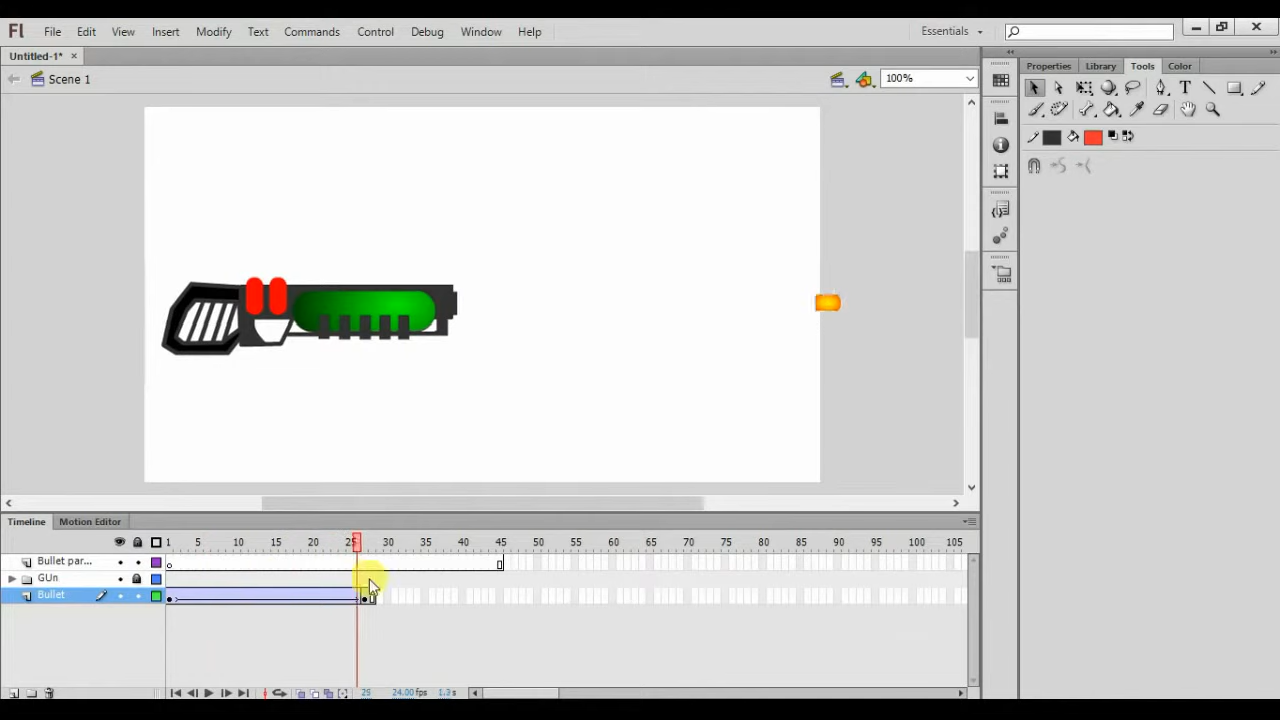 Fl File Edit View Insert Modify Text Commands Control Debug Window Help Essentials
Untitled-1*
Properties Library Tools Color
Scene 1 100%
Timeline Motion Editor
1 5 10 15 20 25 30 35 40 45 50 55 60 65 70 75 80 85 90 95 100 105
Bullet par...
GUn
Bullet
24.00 fps 1.3 s